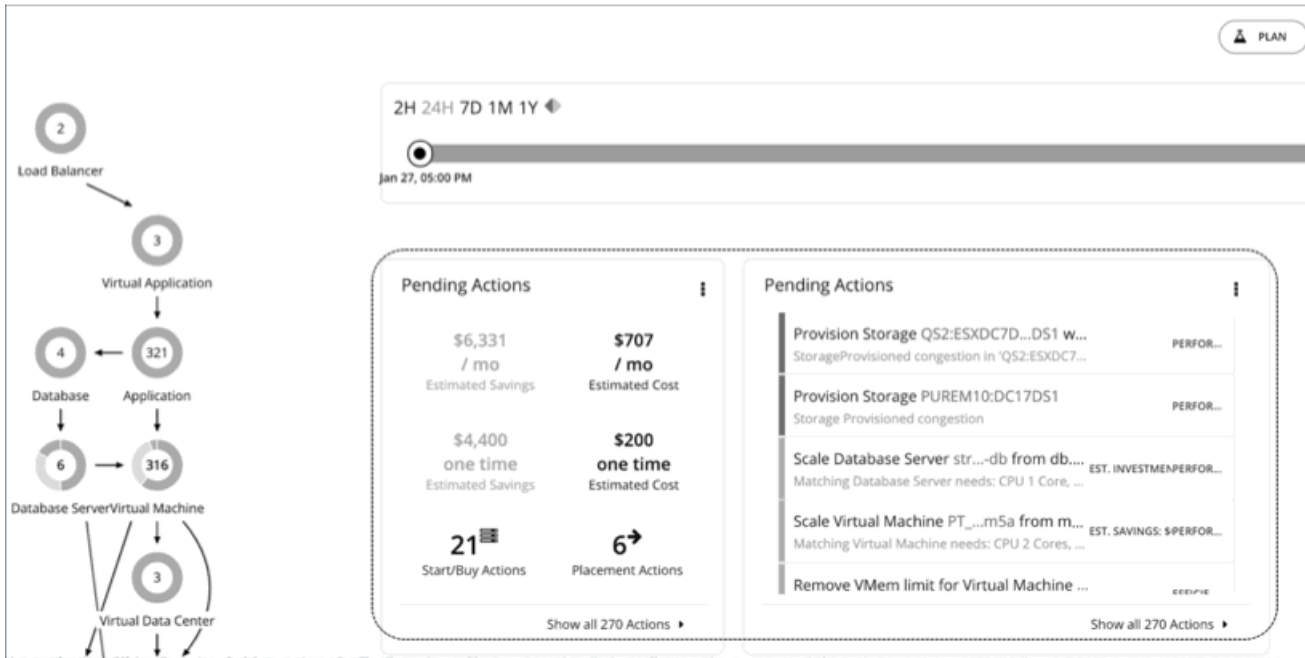 PLAN
2H 24H 7D 1M 1Y
Jan 27, 05:00 PM
2
Load Balancer
3
Virtual Application
4
321
Database
Application
6
316
Database Server
Virtual Machine
3
Virtual Data Center
Pending Actions
$6,331
/ mo
Estimated Savings
$707
/ mo
Estimated Cost
$4,400
one time
Estimated Savings
$200
one time
Estimated Cost
21
Start/Buy Actions
6
Placement Actions
Show all 270 Actions
Pending Actions
Provision Storage QS2:ESXDC7D...DS1 w...
StorageProvisioned congestion in 'QS2:ESXDC7...
PERFOR...
Provision Storage PUREM10:DC17DS1
Storage Provisioned congestion
PERFOR...
Scale Database Server str...-db from db....
Matching Database Server needs: CPU 1 Core, ...
EST. INVESTMEN
PERFOR...
Scale Virtual Machine PT_...m5a from m...
Matching Virtual Machine needs: CPU 2 Cores, ...
EST. SAVINGS: $
PERFOR...
Remove VMem limit for Virtual Machine ...
Show all 270 Actions